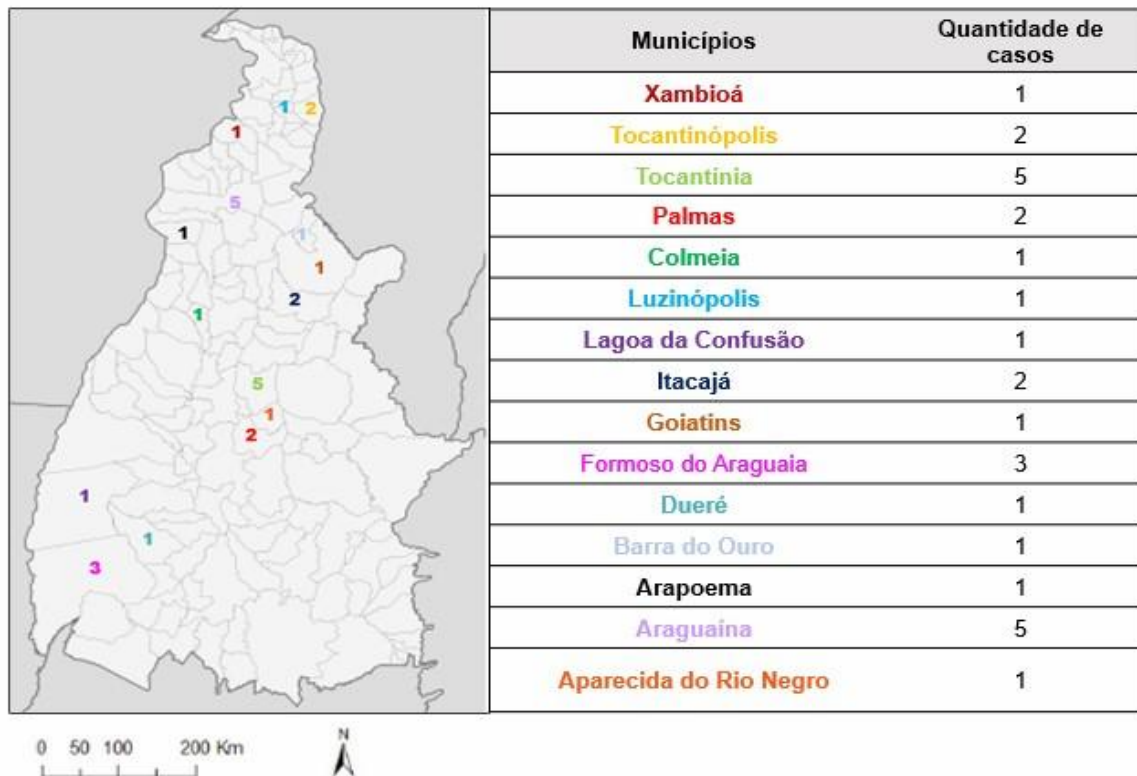 Municípios Quantidade de casos
Xambioá 1
Tocantinópolis 2
Tocantínia 5
Palmas 2
Colmeia 1
Luzinópolis 1
Lagoa da Confusão 1
Itacajá 2
Goiatins 1
Formoso do Araguaia 3
Dueré 1
Barra do Ouro 1
Arapoema 1
Araguaína 5
Aparecida do Rio Negro 1
1 2
1
5
1 1
1
2
1
5
1
2
1
1
3
0 50 100 200 Km
N